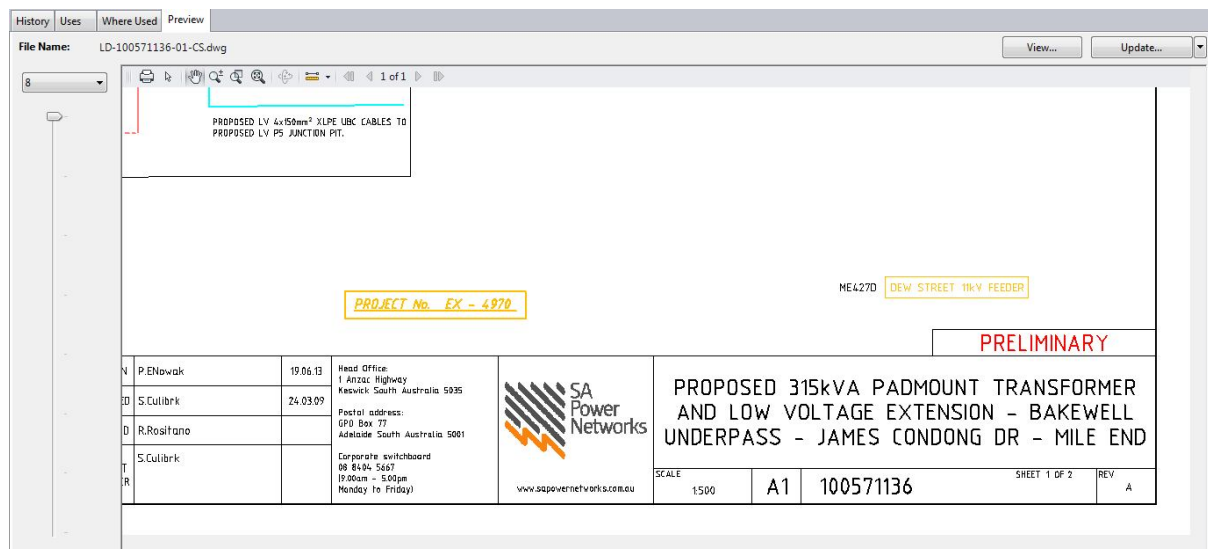 History Uses Where Used Preview
File Name: LD-100571136-01-CS.dwg View... Update...
8 1 of 1
PROPOSED LV 4x150mm² XLPE UBC CABLES TO
PROPOSED LV P5 JUNCTION PIT.
ME427D DEW STREET 11kV FEEDER
PROJECT No. EX - 4970
PRELIMINARY
N P.ENowak 19.06.13
ED S.Culibrk 24.03.09
D R.Rositano
S.Culibrk
T
ER
Head Office:
1 Anzac Highway
Keswick South Australia 5035
Postal address:
GPO Box 77
Adelaide South Australia 5001
Corporate switchboard
08 8404 5667
(9.00am - 5.00pm
Monday to Friday)
SA
Power
Networks
www.sapowernetworks.com.au
PROPOSED 315kVA PADMOUNT TRANSFORMER
AND LOW VOLTAGE EXTENSION - BAKEWELL
UNDERPASS - JAMES CONDONG DR - MILE END
SCALE
1:500
A1
100571136
SHEET 1 OF 2
REV
A